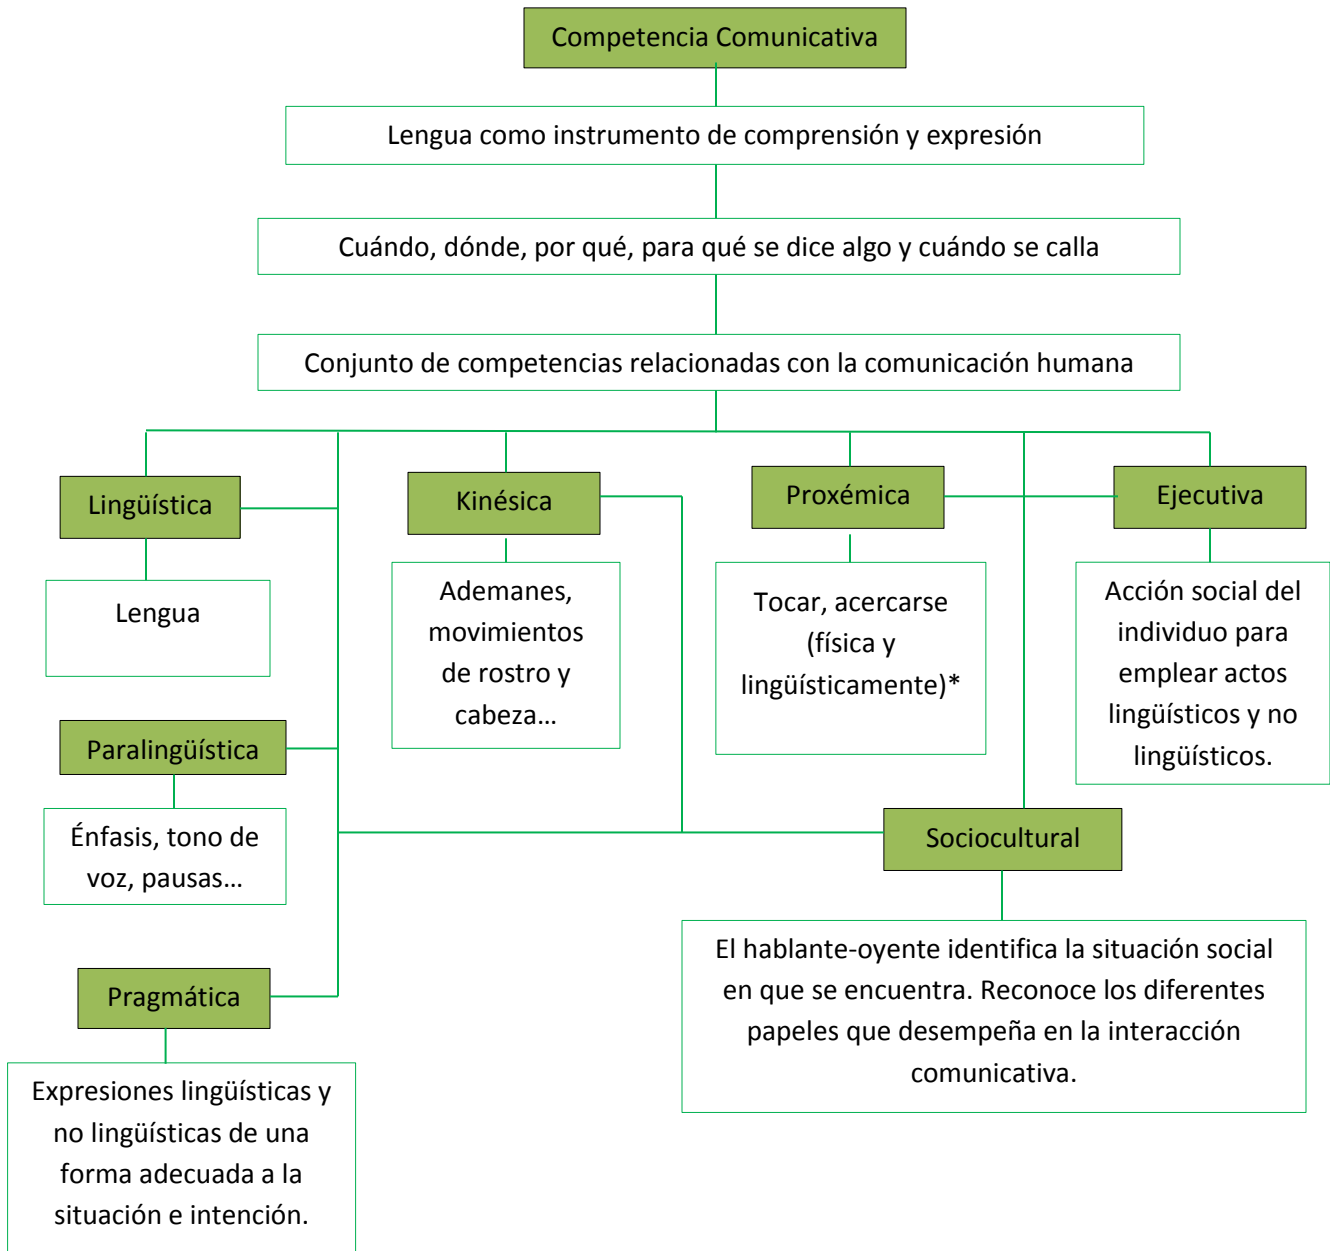 Competencia Comunicativa
Lengua como instrumento de comprensión y expresión
Cuándo, dónde, por qué, para qué se dice algo y cuándo se calla
Conjunto de competencias relacionadas con la comunicación humana
Lingüística
Kinésica
Proxémica
Ejecutiva
Lengua
Ademanes,
movimientos
de rostro y
cabeza...
Tocar, acercarse
(física y
lingüísticamente)*
Acción social del
individuo para
emplear actos
lingüísticos y no
lingüísticos.
Paralingüística
Énfasis, tono de
voz, pausas...
Sociocultural
El hablante-oyente identifica la situación social
en que se encuentra. Reconoce los diferentes
papeles que desempeña en la interacción
comunicativa.
Pragmática
Expresiones lingüísticas y
no lingüísticas de una
forma adecuada a la
situación e intención.